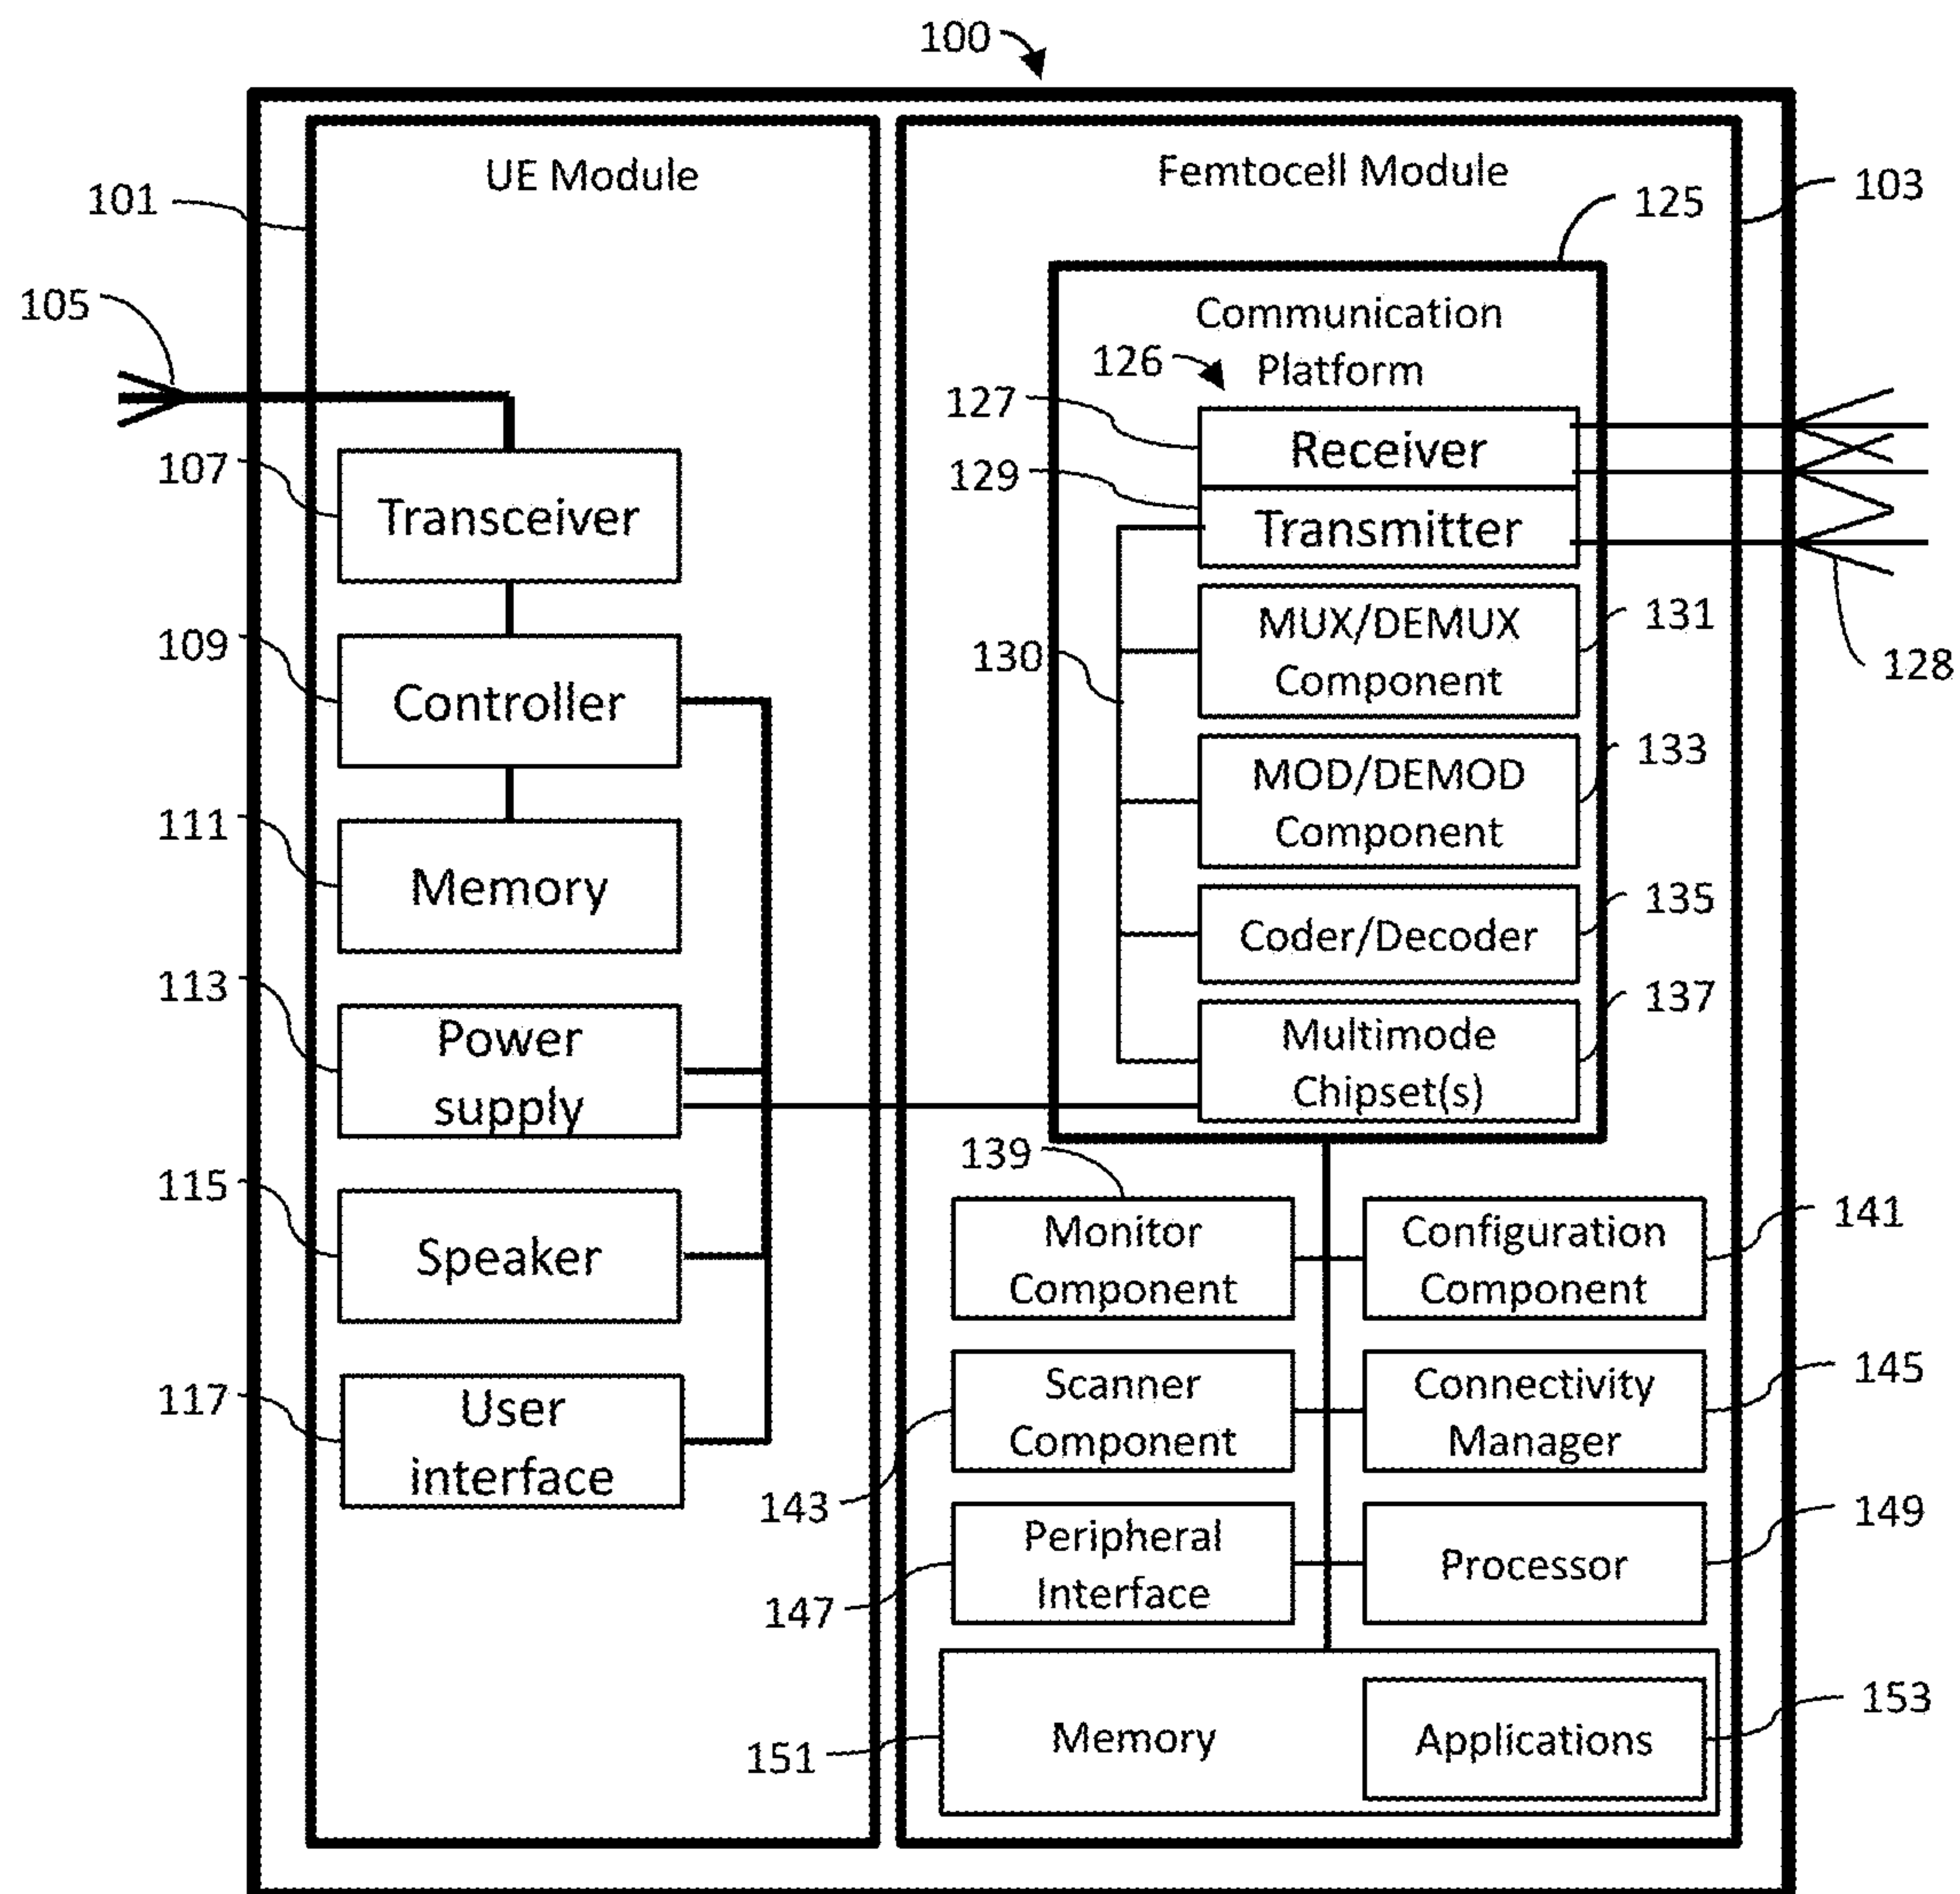 100
UE Module
101
105
107
Transceiver
109
Controller
111
Memory
113
Power
supply
115
Speaker
117
User
interface
Femtocell Module
103
125
Communication
Platform
126
127
Receiver
129
Transmitter
128
130
MUX/DEMUX
Component
131
MOD/DEMOD
Component
133
Coder/Decoder
135
Multimode
Chipset(s)
137
139
Monitor
Component
Configuration
Component
141
143
Scanner
Component
Connectivity
Manager
145
147
Peripheral
Interface
Processor
149
151
Memory
Applications
153